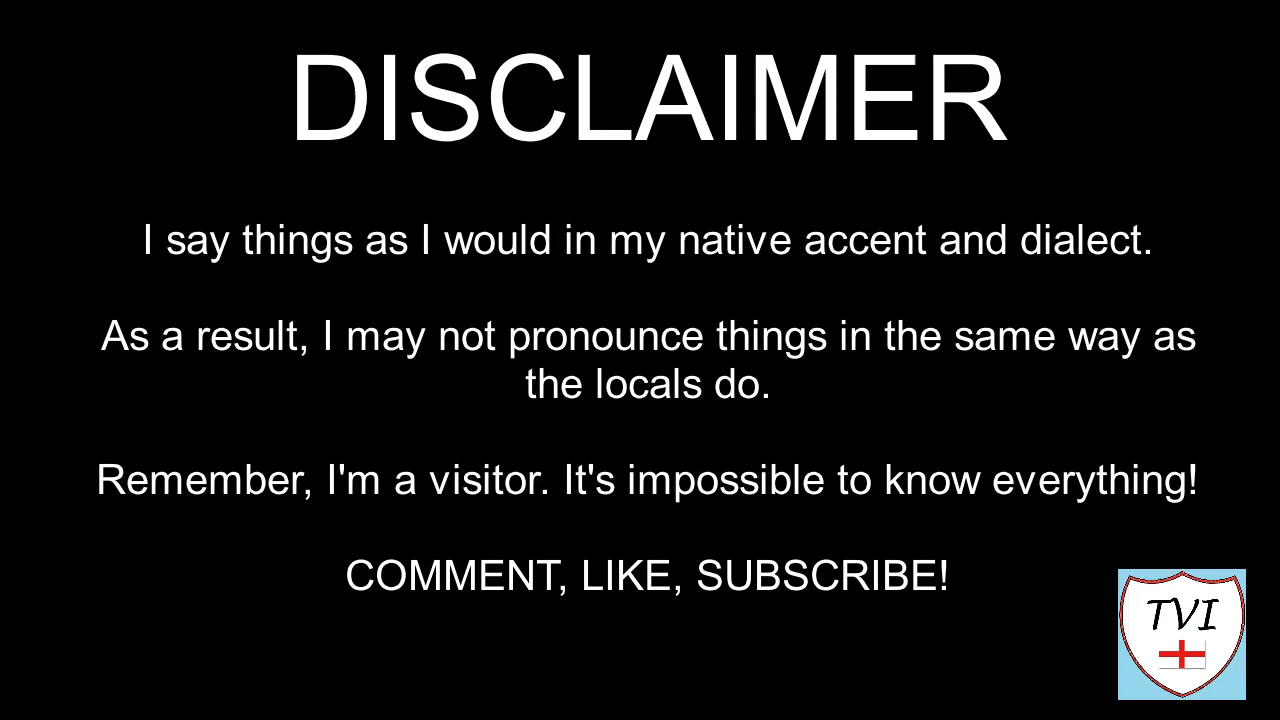 DISCLAIMER
I say things as I would in my native accent and dialect.
As a result, I may not pronounce things in the same way as
the locals do.
Remember, I'm a visitor. It's impossible to know everything!
COMMENT, LIKE, SUBSCRIBE!
TVI